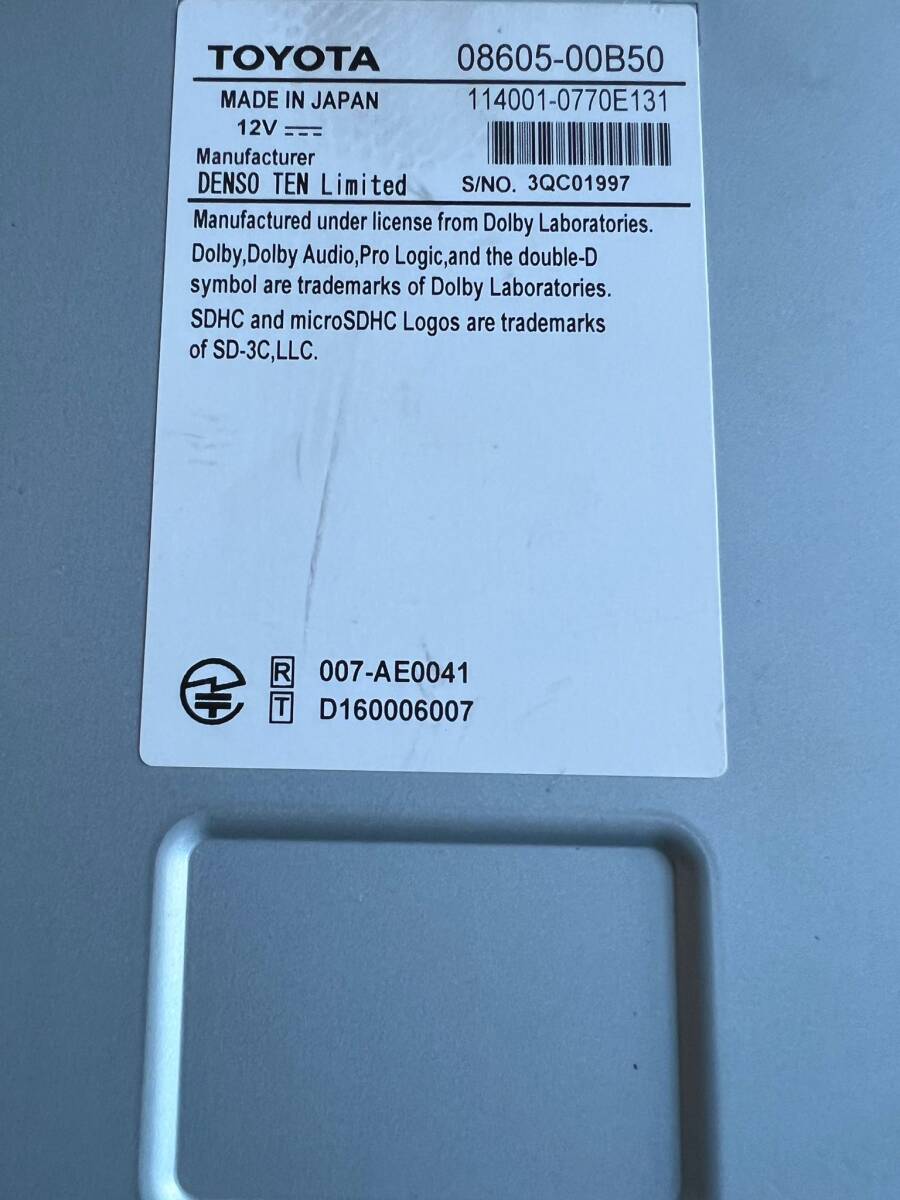 TOYOTA 08605-00B50
MADE IN JAPAN 114001-0770E131
12V
Manufacturer
DENSO TEN Limited S/NO. 3QC01997
Manufactured under license from Dolby Laboratories.
Dolby,Dolby Audio,Pro Logic,and the double-D
symbol are trademarks of Dolby Laboratories.
SDHC and microSDHC Logos are trademarks
of SD-3C,LLC.
R 007-AE0041
T D160006007